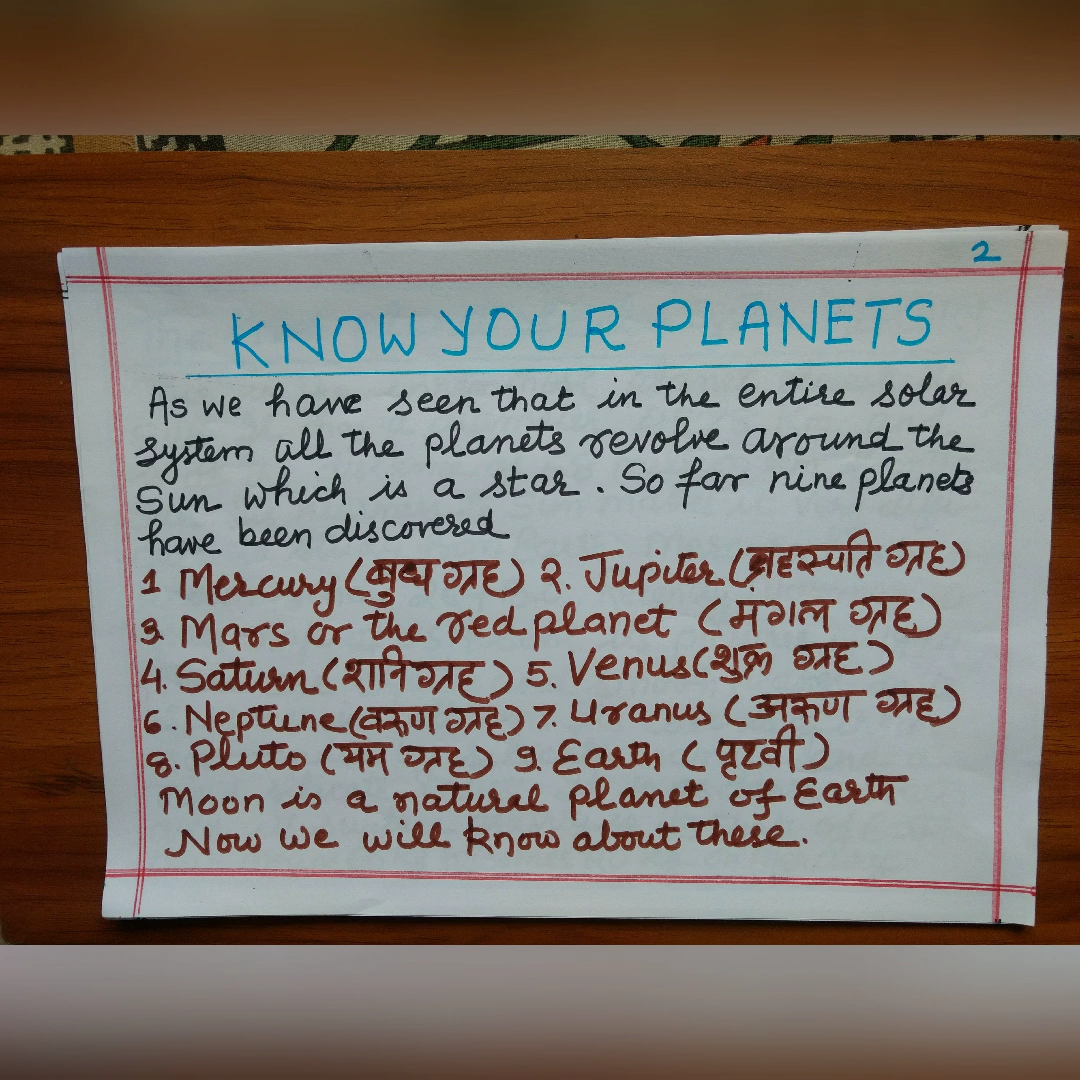 2
KNOW YOUR PLANETS
As we have seen that in the entire solar
system all the planets revolve around the
Sun which is a star. So far nine planets
have been discovered
1 Mercury (बुध ग्रह) 2. Jupiter (ब्रहस्पति ग्रह)
3. Mars or the red planet (मंगल ग्रह)
4. Saturn (शनि ग्रह) 5. Venus (शुक्र ग्रह)
6. Neptune (वरुण ग्रह) 7. Uranus (अरुण ग्रह)
8. Pluto (यम ग्रह) 9. Earth (पृथ्वी)
Moon is a natural planet of Earth
Now we will know about these.